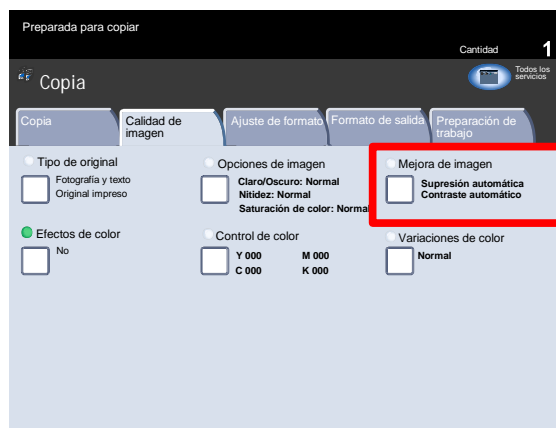 Preparada para copiar
Cantidad 1
Copia
Todos los
servicios
Copia
Calidad de
imagen
Ajuste de formato
Formato de salida
Preparación de
trabajo
Tipo de original
Fotografía y texto
Original impreso
Opciones de imagen
Claro/Oscuro: Normal
Nitidez: Normal
Saturación de color: Normal
Mejora de imagen
Supresión automática
Contraste automático
Efectos de color
No
Control de color
Y 000 M 000
C 000 K 000
Variaciones de color
Normal